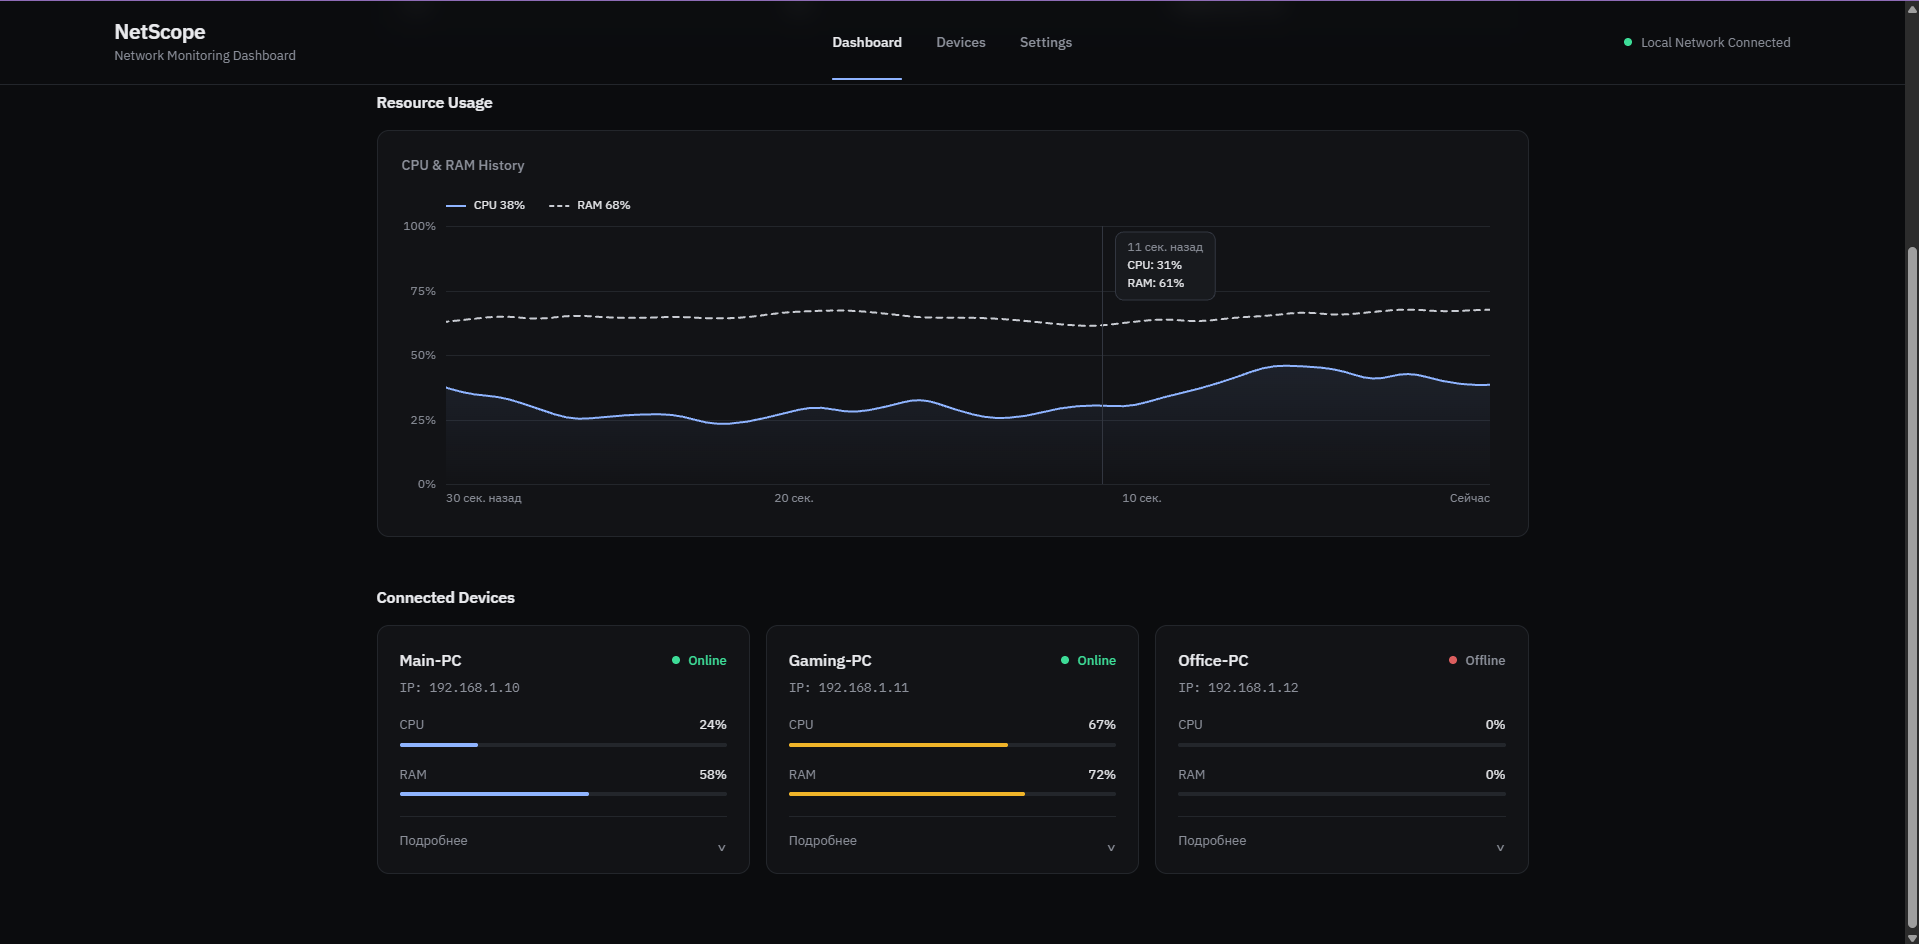 NetScope
Network Monitoring Dashboard
Dashboard
Devices
Settings
Local Network Connected
Resource Usage
CPU & RAM History
CPU 38%
RAM 68%
100%
75%
50%
25%
0%
11 сек. назад
CPU: 31%
RAM: 61%
30 сек. назад
20 сек.
10 сек.
Сейчас
Connected Devices
Main-PC
Online
IP: 192.168.1.10
CPU
24%
RAM
58%
Подробнее
v
Gaming-PC
Online
IP: 192.168.1.11
CPU
67%
RAM
72%
Подробнее
v
Office-PC
Offline
IP: 192.168.1.12
CPU
0%
RAM
0%
Подробнее
v